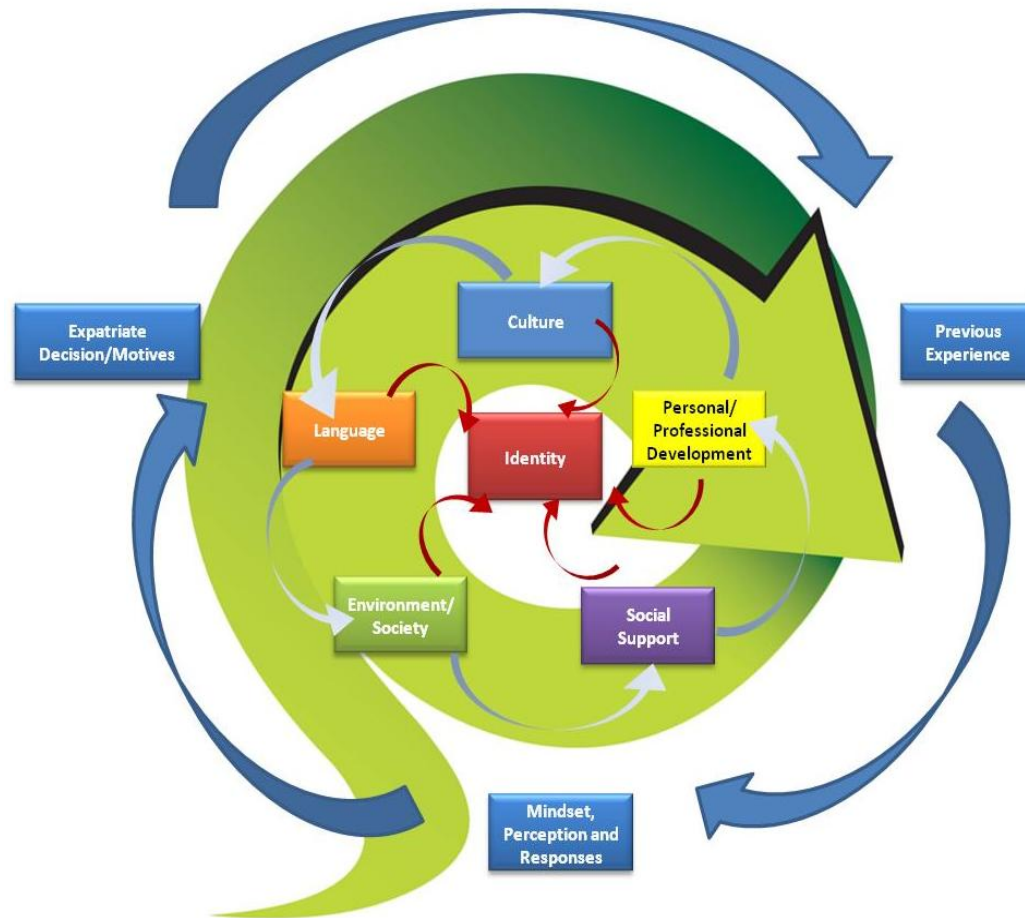 Culture
Expatriate
Decision/Motives
Previous
Experience
Language
Identity
Personal/
Professional
Development
Environment/
Society
Social
Support
Mindset,
Perception and
Responses